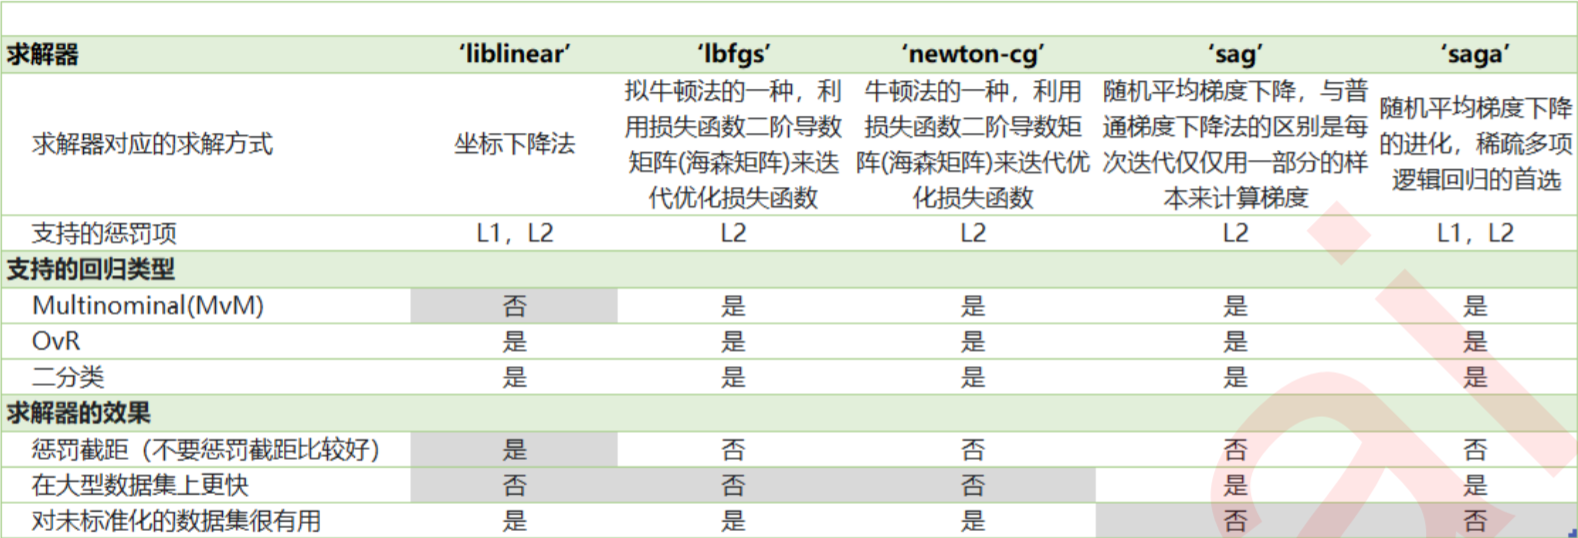 求解器 ‘liblinear’ ‘lbfgs’ ‘newton-cg’ ‘sag’ ‘saga’
求解器对应的求解方式 坐标下降法 拟牛顿法的一种，利用损失函数二阶导数矩阵(海森矩阵)来迭代优化损失函数 牛顿法的一种，利用损失函数二阶导数矩阵(海森矩阵)来迭代优化损失函数 随机平均梯度下降，与普通梯度下降法的区别是每次迭代仅仅用一部分的样本来计算梯度 随机平均梯度下降的进化，稀疏多项逻辑回归的首选
支持的惩罚项 L1，L2 L2 L2 L2 L1，L2
支持的回归类型
Multinominal(MvM) 否 是 是 是 是
OvR 是 是 是 是 是
二分类 是 是 是 是 是
求解器的效果
惩罚截距（不要惩罚截距比较好） 是 否 否 否 否
在大型数据集上更快 否 否 否 是 是
对未标准化的数据集很有用 是 是 是 否 否